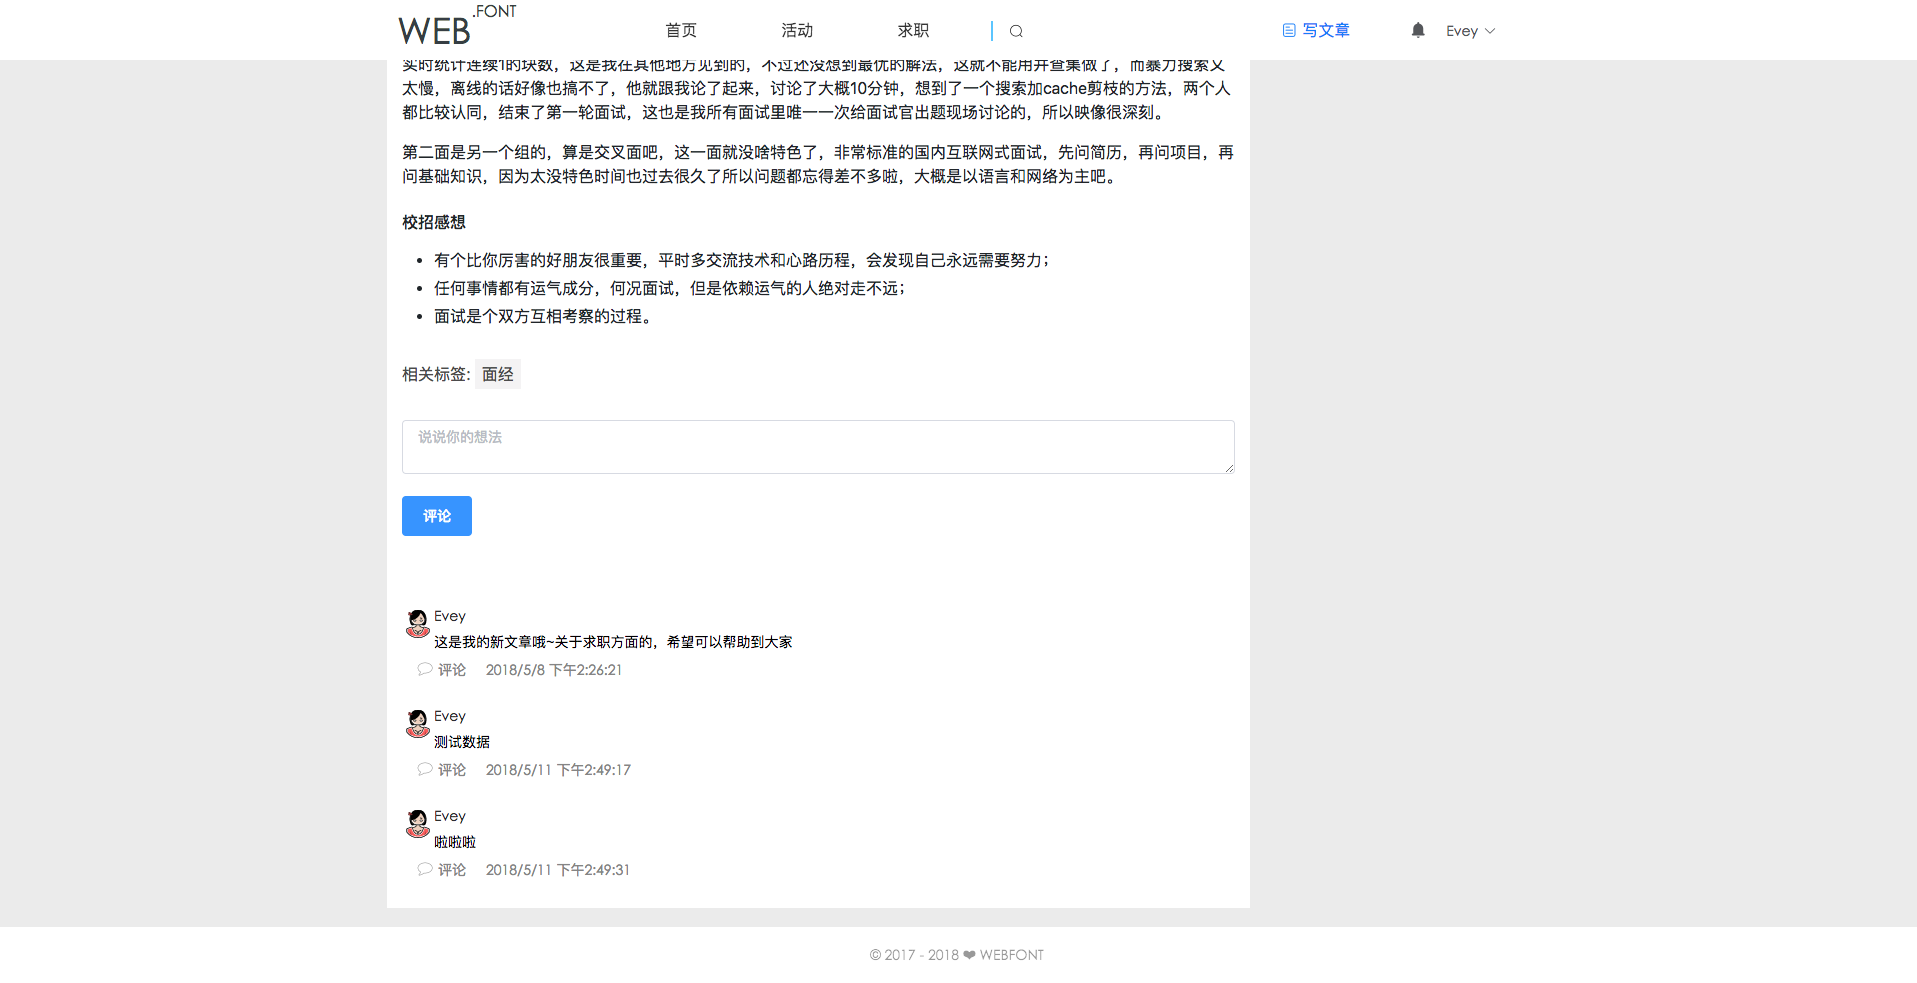 WEB.FONT
首页
活动
求职
写文章
Evey
实时统计连续1的块数，这是我在其他地方见到的，不过还没想到最优的解法，这就不能用并查集做了，而暴力搜索又
太慢，离线的话好像也搞不了，他就跟我论了起来，讨论了大概10分钟，想到了一个搜索加cache剪枝的方法，两个人
都比较认同，结束了第一轮面试，这也是我所有面试里唯一一次给面试官出题现场讨论的，所以映像很深刻。
第二面是另一个组的，算是交叉面吧，这一面就没啥特色了，非常标准的国内互联网式面试，先问简历，再问项目，再
问基础知识，因为太没特色时间也过去很久了所以问题都忘得差不多啦，大概是以语言和网络为主吧。
校招感想
有个比你厉害的好朋友很重要，平时多交流技术和心路历程，会发现自己永远需要努力；
任何事情都有运气成分，何况面试，但是依赖运气的人绝对走不远；
面试是个双方互相考察的过程。
相关标签: 面经
说说你的想法
评论
Evey
这是我的新文章哦~关于求职方面的，希望可以帮助到大家
评论 2018/5/8 下午2:26:21
Evey
测试数据
评论 2018/5/11 下午2:49:17
Evey
啦啦啦
评论 2018/5/11 下午2:49:31
© 2017 - 2018 ❤ WEBFONT